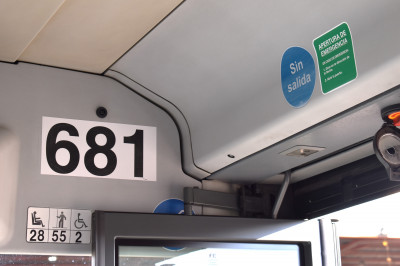 Sin
salida
APERTURA DE
EMERGENCIA
681
28 55 2